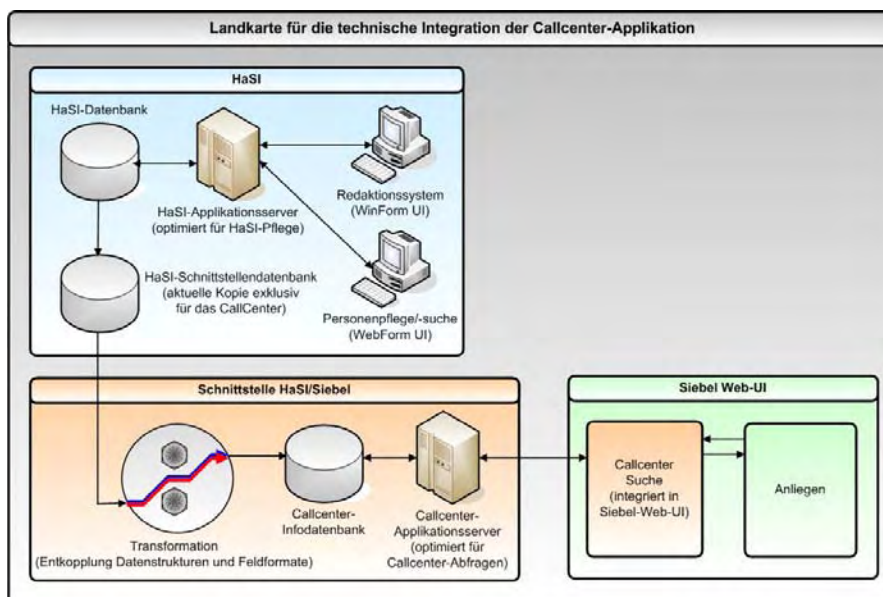 Landkarte für die technische Integration der Callcenter-Applikation
HaSI
HaSI-Datenbank
HaSI-Applikationsserver
(optimiert für HaSI-Pflege)
Redaktionssystem
(WinForm UI)
HaSI-Schnittstellendatenbank
(aktuelle Kopie exklusiv
für das CallCenter)
Personenpflege/-suche
(WebForm UI)
Schnittstelle HaSI/Siebel
Transformation
(Entkopplung Datenstrukturen und Feldformate)
Callcenter-
Infodatenbank
Callcenter-
Applikationsserver
(optimiert für
Callcenter-Abfragen)
Siebel Web-UI
Callcenter
Suche
(integriert in
Siebel-Web-UI)
Anliegen